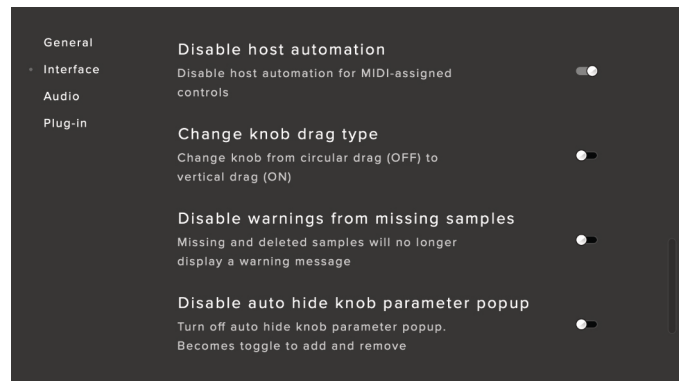 General
Interface
Audio
Plug-in
Disable host automation
Disable host automation for MIDI-assigned
controls
Change knob drag type
Change knob from circular drag (OFF) to
vertical drag (ON)
Disable warnings from missing samples
Missing and deleted samples will no longer
display a warning message
Disable auto hide knob parameter popup
Turn off auto hide knob parameter popup.
Becomes toggle to add and remove